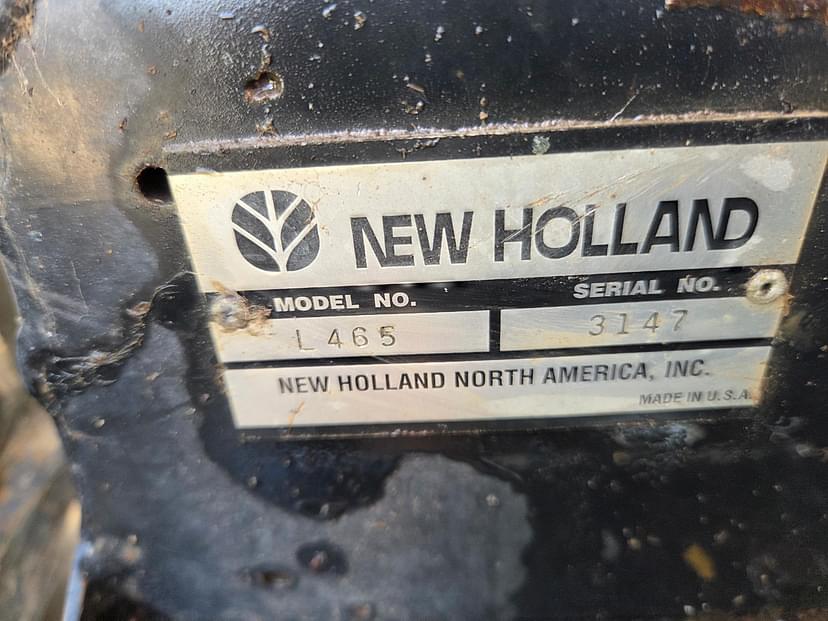 NEW HOLLAND
MODEL NO. SERIAL NO.
L465 3147
NEW HOLLAND NORTH AMERICA, INC.
MADE IN U.S.A.